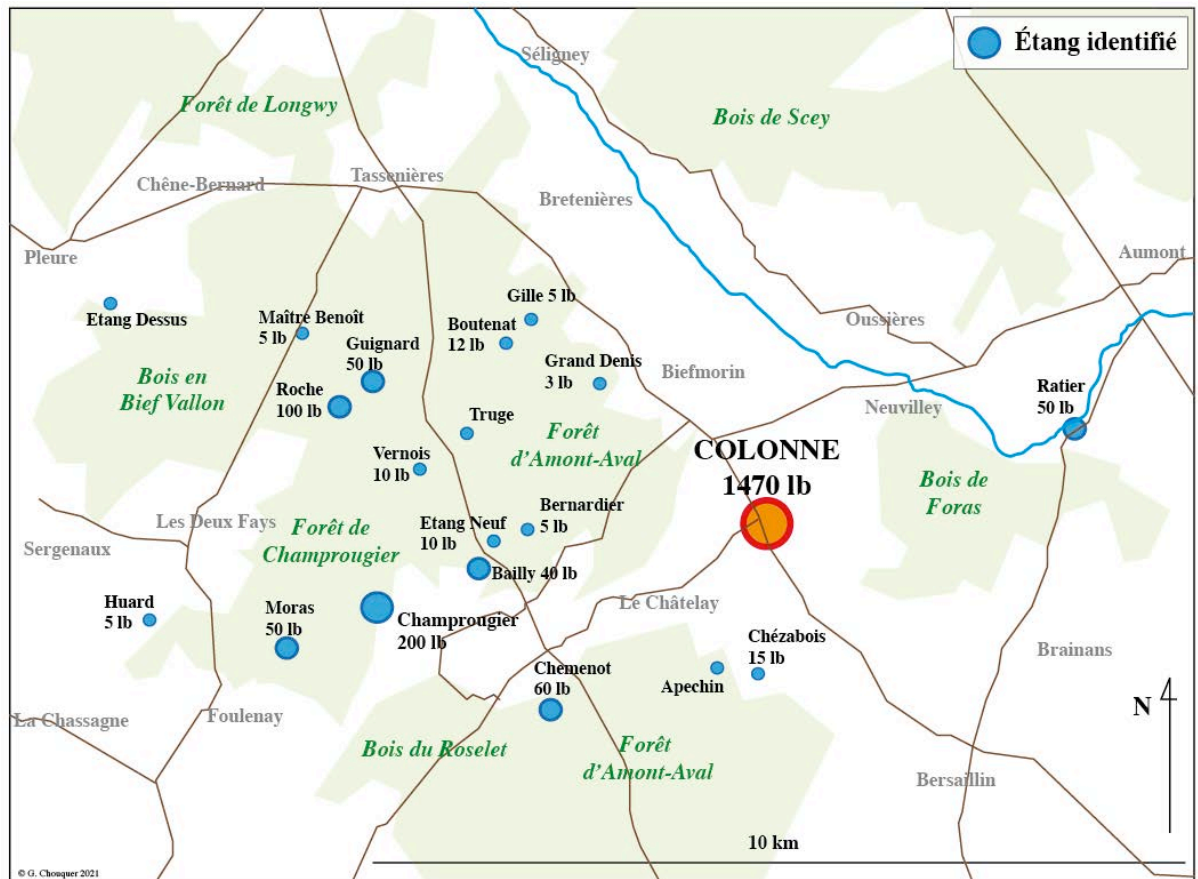 Étang identifié
Séligney
Forêt de Longwy
Bois de Scey
Chêne-Bernard
Tassenières
Bretenières
Pleure
Aumont
Etang Dessus
Maître Benoît
5 lb
Gille 5 lb
Boutenat
12 lb
Guignard
50 lb
Grand Denis
3 lb
Oussières
Biefmorin
Bois en
Bief Vallon
Roche
100 lb
Ratier
50 lb
Neuvilley
Truge
Forêt
d'Amont-Aval
Vernois
10 lb
COLONNE
1470 lb
Bois de
Foras
Les Deux Fays
Forêt de
Champrougier
Etang Neuf
10 lb
Bernardier
5 lb
Sergenaux
Bailly 40 lb
Huard
5 lb
Moras
50 lb
Champrougier
200 lb
Le Châtelay
Chézabois
15 lb
Brainans
Chemenot
60 lb
Apechin
N
La Chassagne
Foulenay
Bois du Roselet
Forêt
d'Amont-Aval
Bersaillin
10 km
© G. Chouquer 2021